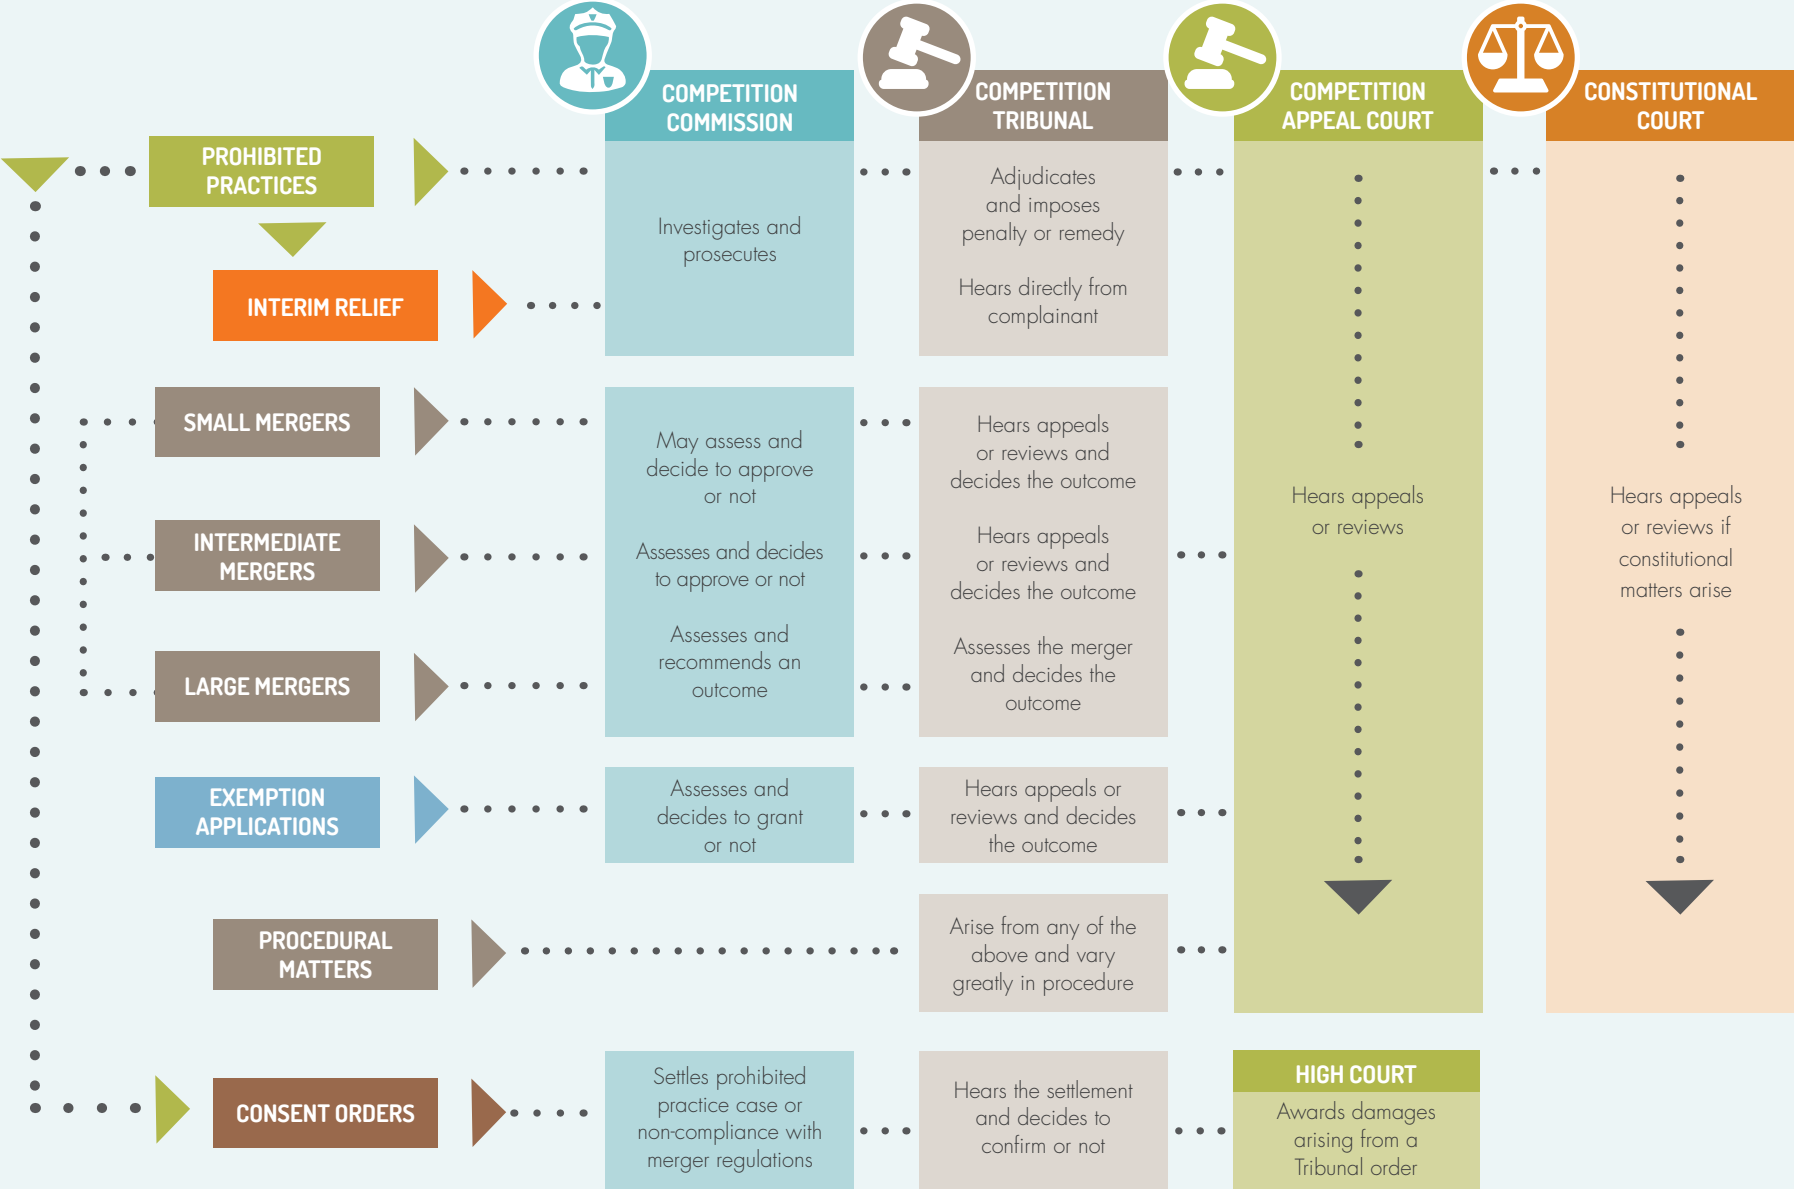 COMPETITION
COMMISSION
COMPETITION
TRIBUNAL
COMPETITION
APPEAL COURT
CONSTITUTIONAL
COURT
PROHIBITED
PRACTICES
INTERIM RELIEF
Investigates and
prosecutes
Adjudicates
and imposes
penalty or remedy
Hears directly from
complainant
SMALL MERGERS
May assess and
decide to approve
or not
Hears appeals
or reviews and
decides the outcome
INTERMEDIATE
MERGERS
Assesses and decides
to approve or not
Hears appeals
or reviews and
decides the outcome
LARGE MERGERS
Assesses and
recommends an
outcome
Assesses the merger
and decides the
outcome
Hears appeals
or reviews
Hears appeals
or reviews if
constitutional
matters arise
EXEMPTION
APPLICATIONS
Assesses and
decides to grant
or not
Hears appeals or
reviews and decides
the outcome
PROCEDURAL
MATTERS
Arise from any of the
above and vary
greatly in procedure
CONSENT ORDERS
Settles prohibited
practice case or
non-compliance with
merger regulations
Hears the settlement
and decides to
confirm or not
HIGH COURT
Awards damages
arising from a
Tribunal order